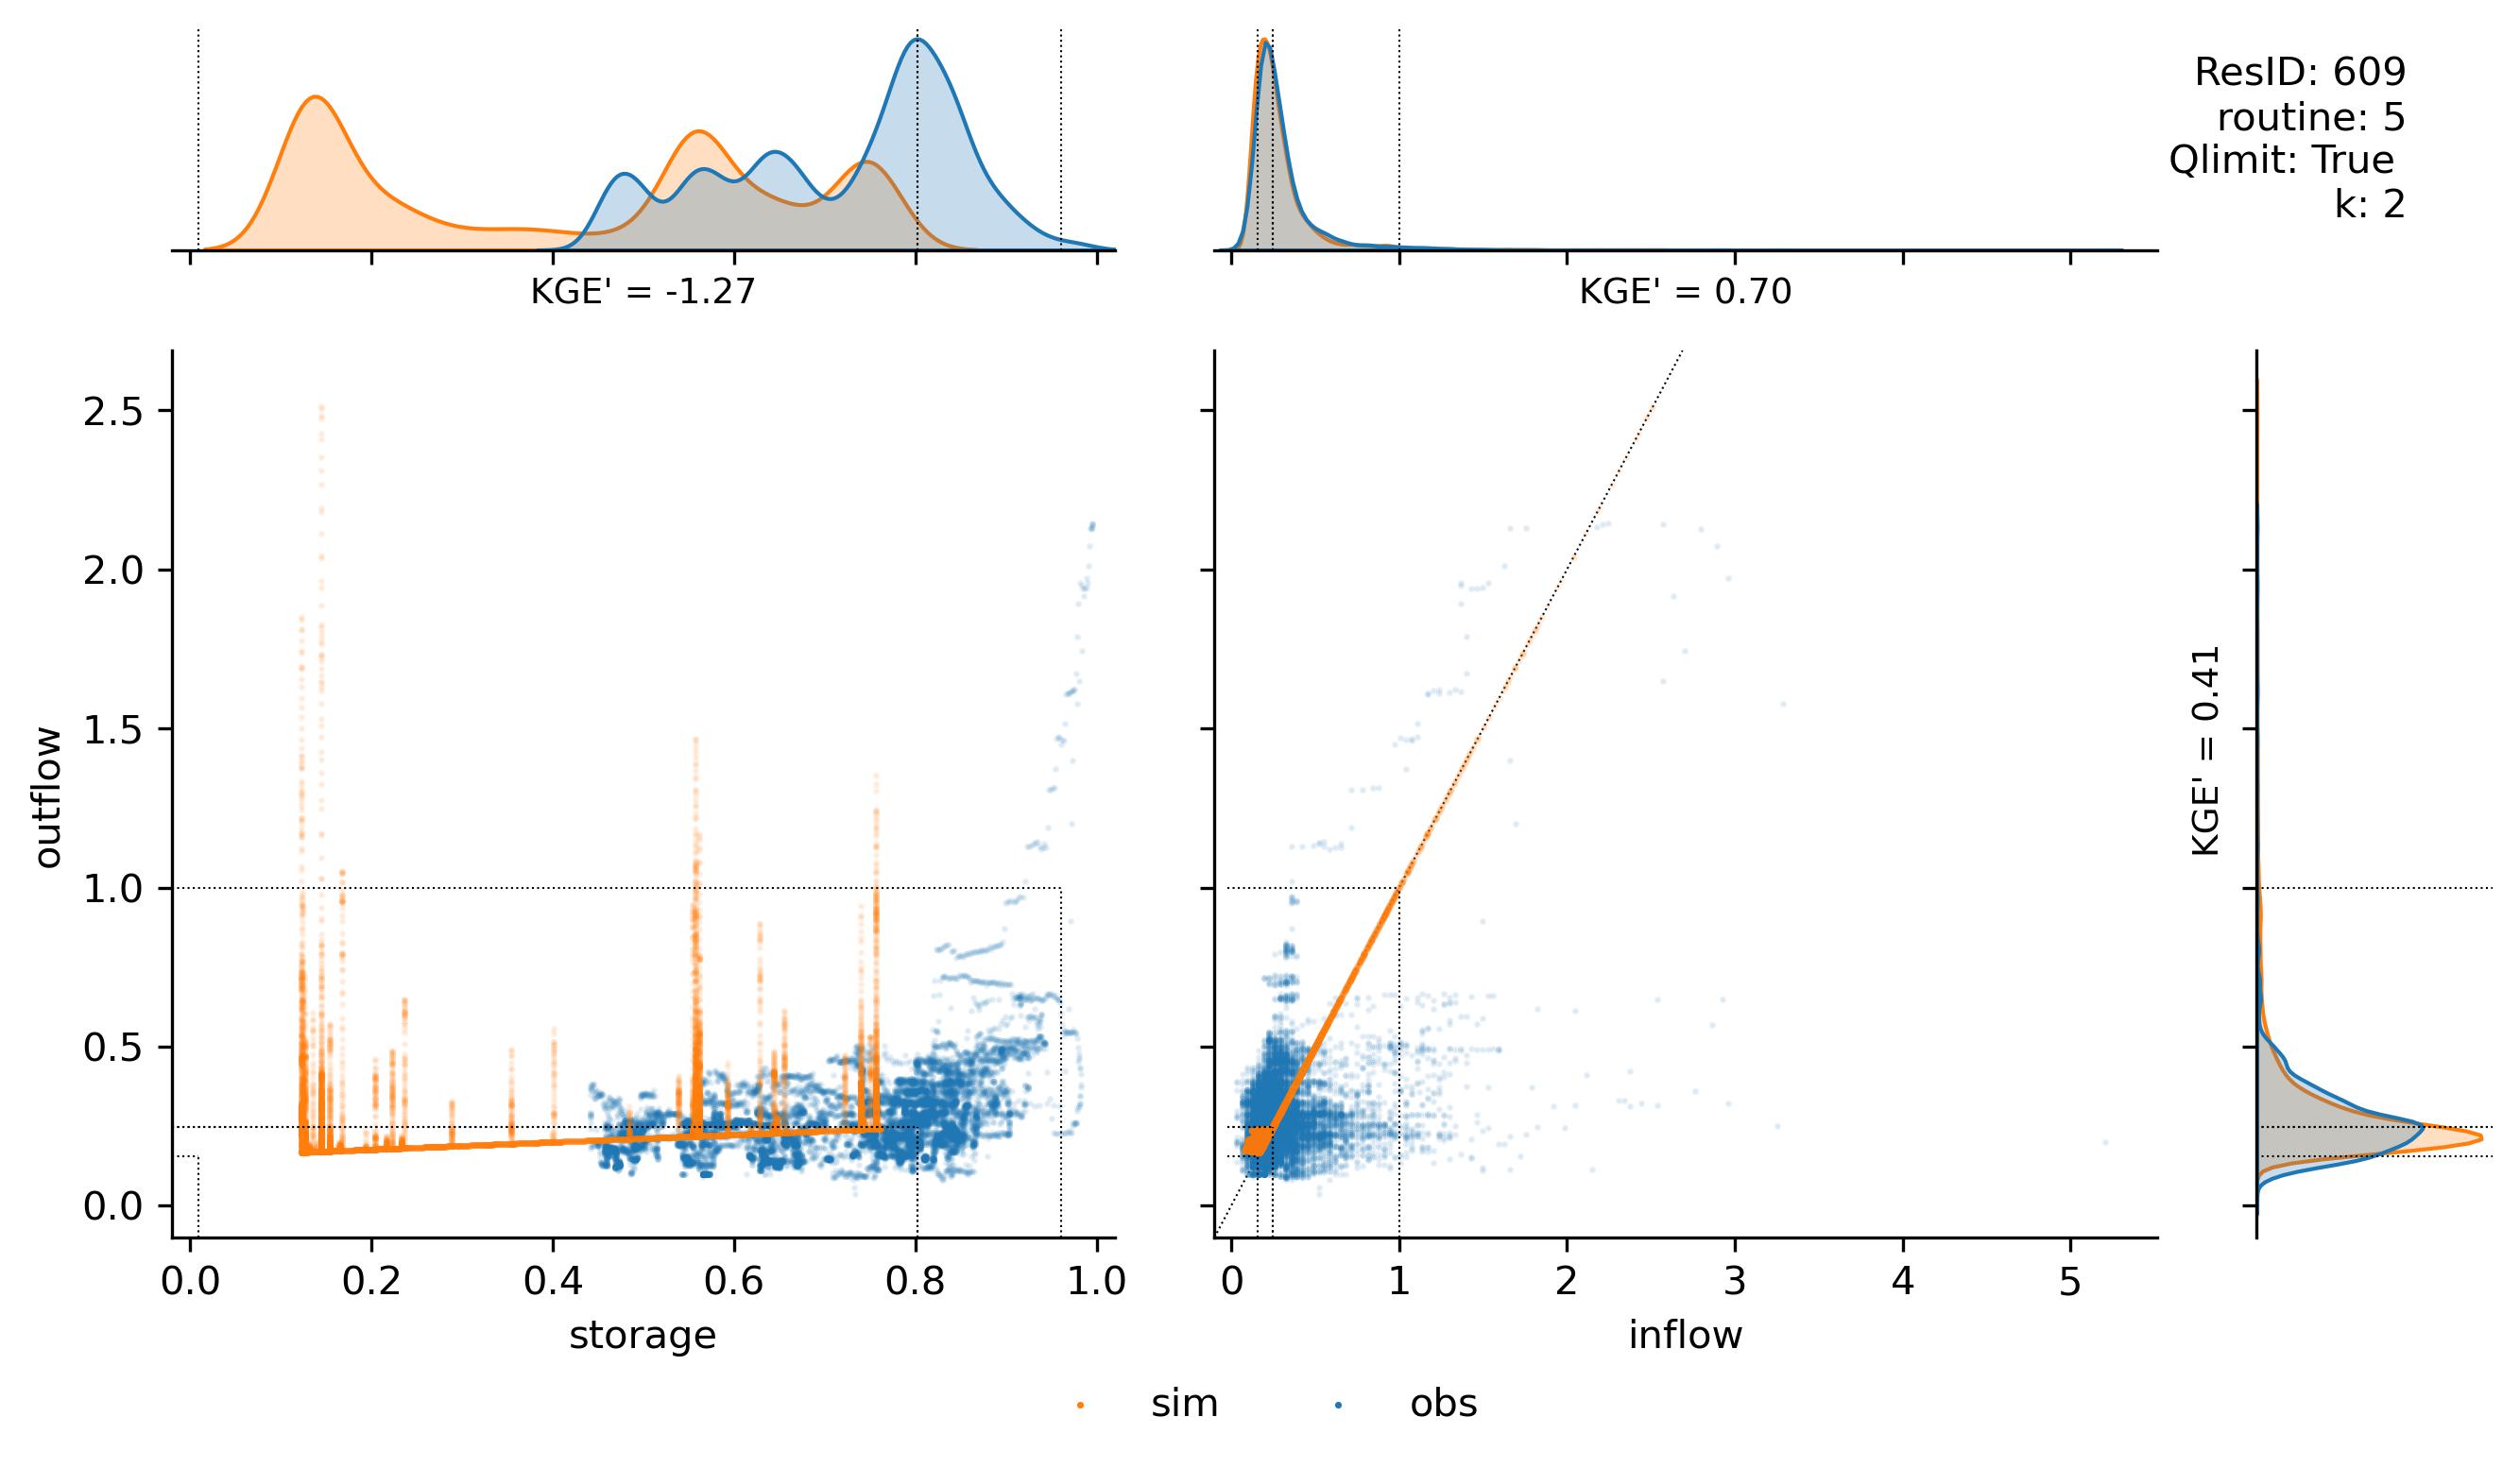 ResID: 609
routine: 5
Qlimit: True
k: 2
KGE' = -1.27
KGE' = 0.70
outflow
2.5
2.0
1.5
1.0
0.5
0.0
KGE' = 0.41
0.0 0.2 0.4 0.6 0.8 1.0
0 1 2 3 4 5
storage
inflow
sim obs